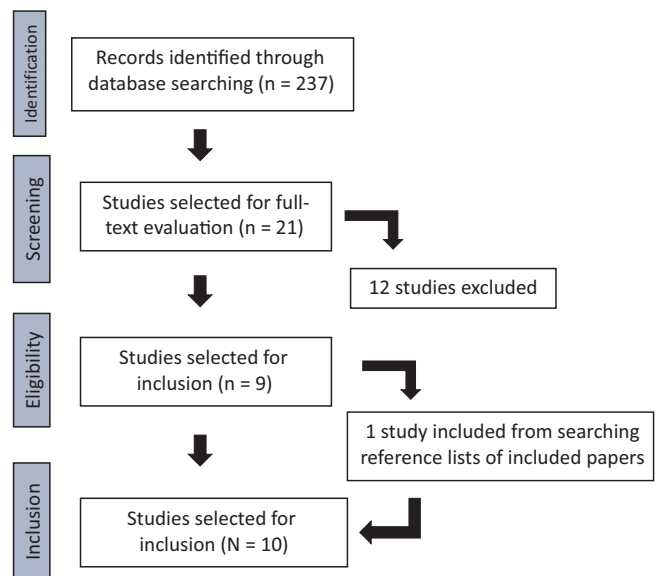 Identification
Records identified through
database searching (n = 237)
Screening
Studies selected for full-
text evaluation (n = 21)
12 studies excluded
Eligibility
Studies selected for
inclusion (n = 9)
1 study included from searching
reference lists of included papers
Inclusion
Studies selected for
inclusion (N = 10)